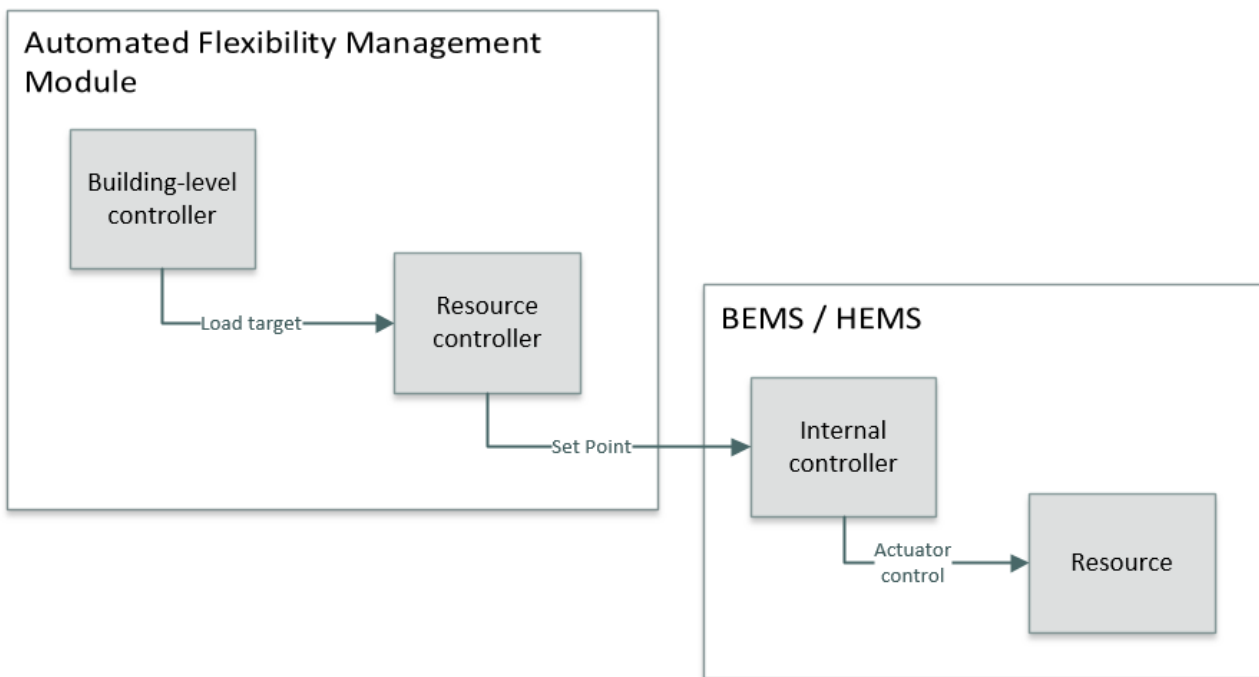 Automated Flexibility Management
Module
Building-level
controller
Load target
Resource
controller
Set Point
BEMS / HEMS
Internal
controller
Actuator
control
Resource